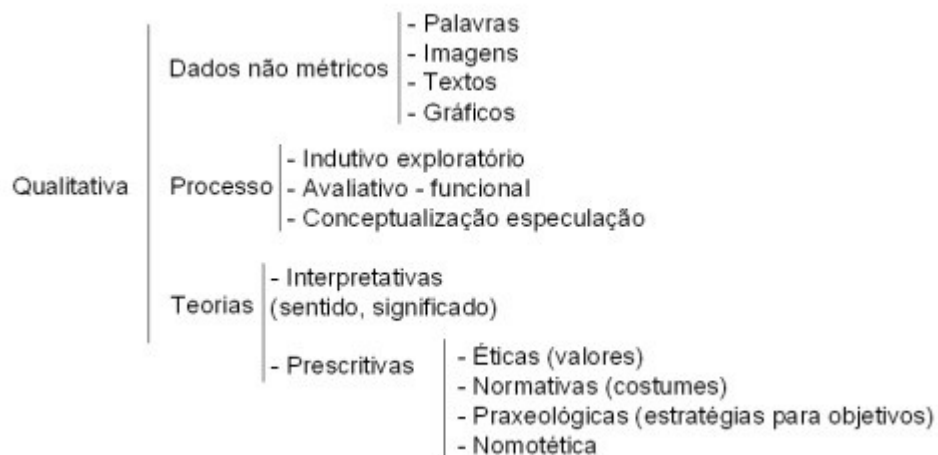 Qualitativa
Dados não métricos
- Palavras
- Imagens
- Textos
- Gráficos
Processo
- Indutivo exploratório
- Avaliativo - funcional
- Conceptualização especulação
Teorias
- Interpretativas
(sentido, significado)
- Prescritivas
- Éticas (valores)
- Normativas (costumes)
- Praxeológicas (estratégias para objetivos)
- Nomotética